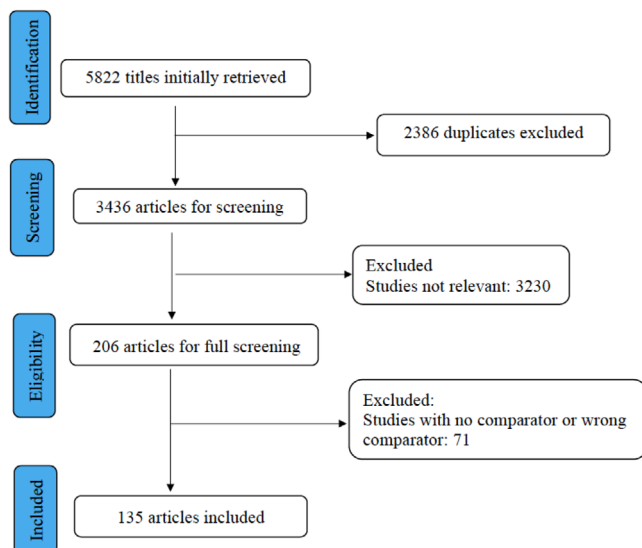 Identification
5822 titles initially retrieved
2386 duplicates excluded
Screening
3436 articles for screening
Excluded
Studies not relevant: 3230
Eligibility
206 articles for full screening
Excluded:
Studies with no comparator or wrong
comparator: 71
Included
135 articles included